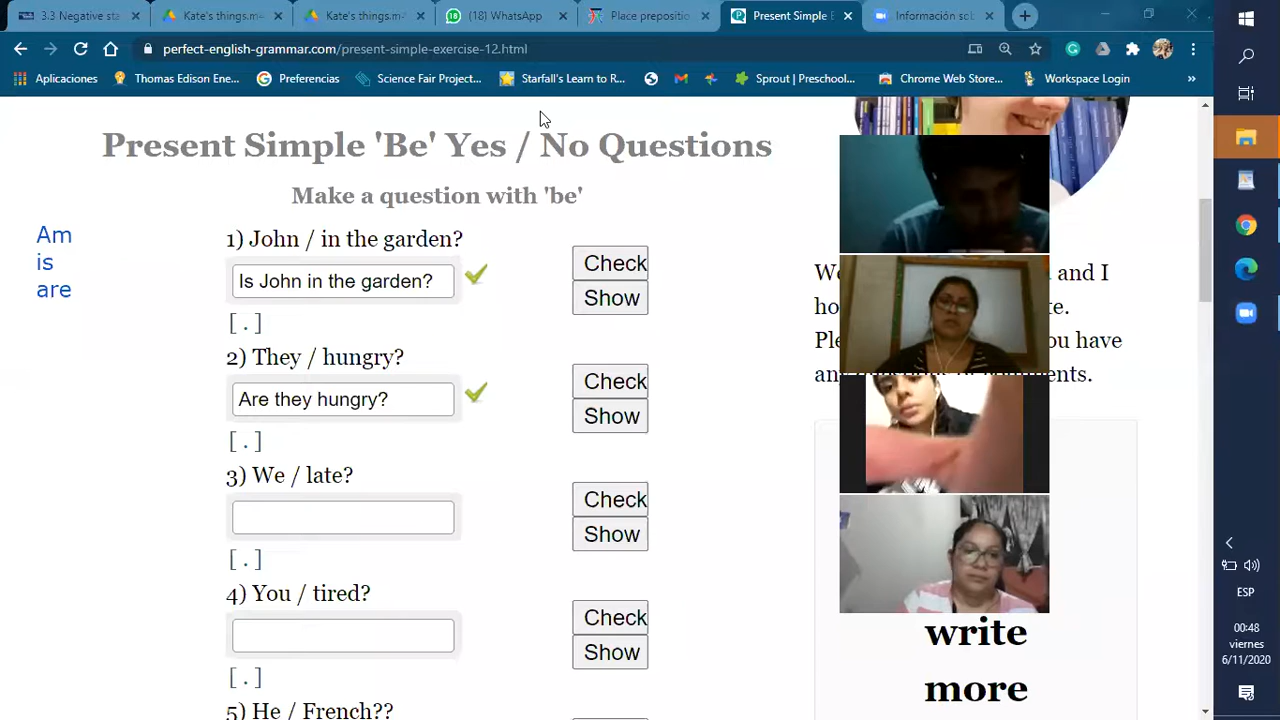 3.3 Negative sta
Kate's things.m
Kate's things.m
(18) WhatsApp
Place prepositio
Present Simple B
Información sob
perfect-english-grammar.com/present-simple-exercise-12.html
Aplicaciones
Thomas Edison Ene...
Preferencias
Science Fair Project...
Starfall's Learn to R...
Sprout | Preschool...
Chrome Web Store...
Workspace Login
»
Present Simple 'Be' Yes / No Questions
Make a question with 'be'
Am
is
are
1) John / in the garden?
Is John in the garden?
Check
Show
[ . ]
2) They / hungry?
Are they hungry?
Check
Show
[ . ]
3) We / late?
Check
Show
[ . ]
4) You / tired?
Check
Show
[ . ]
5) He / French??
and I
ho
te.
ou have
an
ments.
write
more
ESP
00:48
viernes
6/11/2020